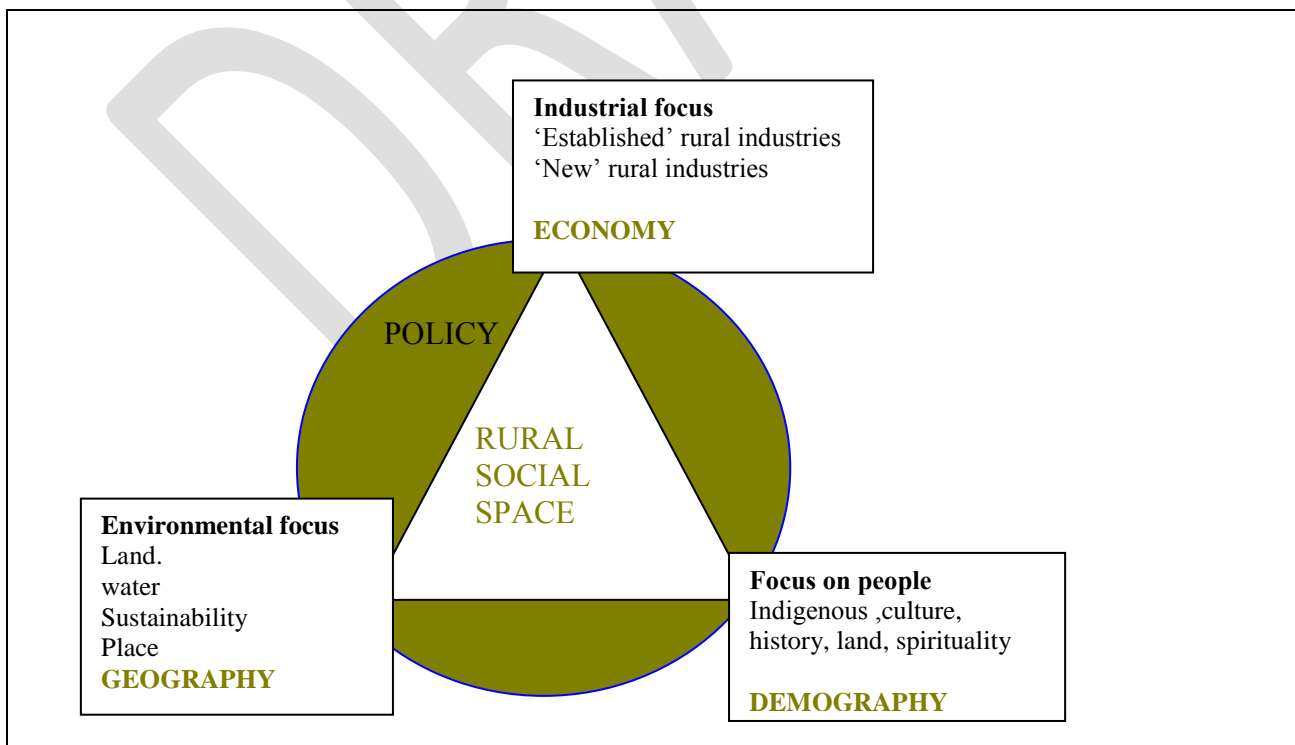 Industrial focus
‘Established’ rural industries
‘New’ rural industries
ECONOMY
POLICY
RURAL
SOCIAL
SPACE
Environmental focus
Land.
water
Sustainability
Place
GEOGRAPHY
Focus on people
Indigenous ,culture,
history, land, spirituality
DEMOGRAPHY